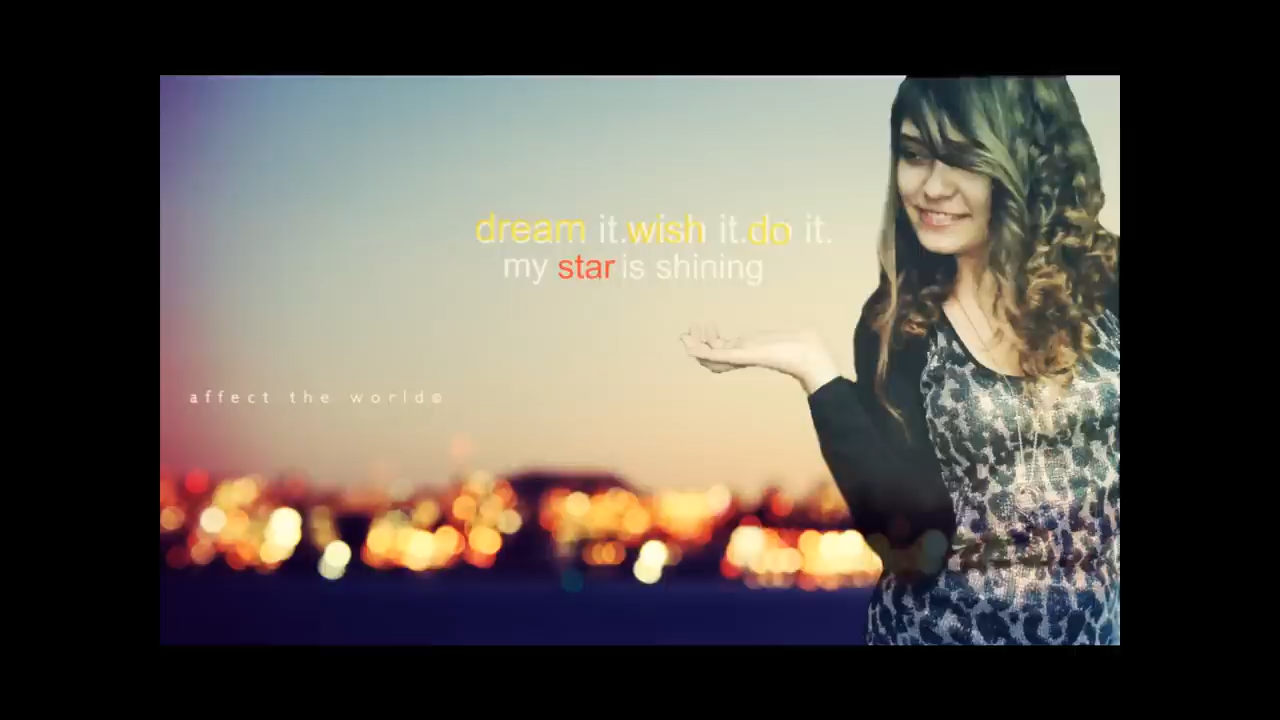 dream it.wish it.do it.
my star is shining
affect the world©